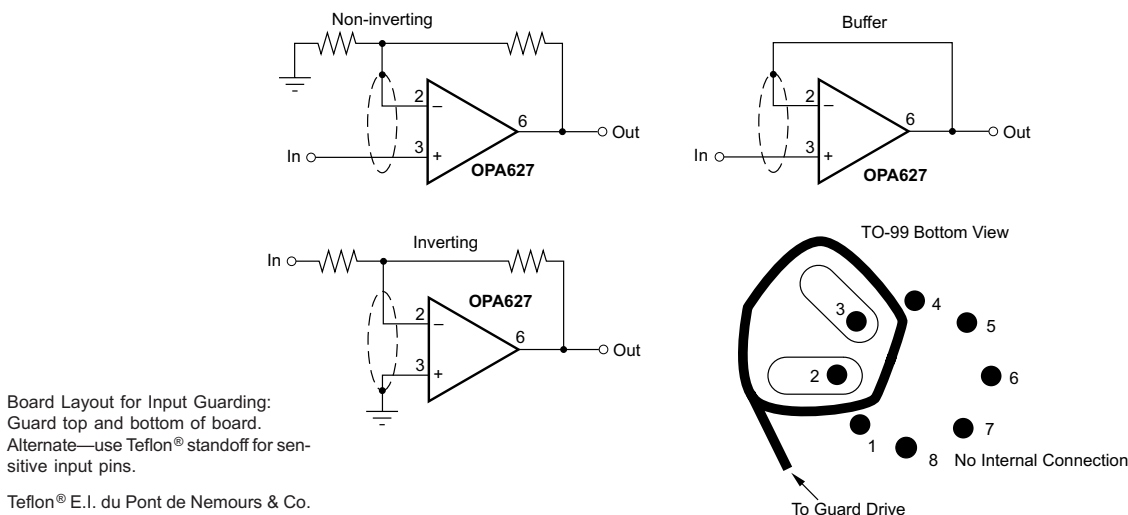 Non-inverting
2
–
6
Out
In
3
+
OPA627
Buffer
2
–
6
Out
In
3
+
OPA627
Inverting
In
OPA627
2
–
6
Out
3
+
TO-99 Bottom View
3
4
5
2
6
1
7
8 No Internal Connection
To Guard Drive
Board Layout for Input Guarding:
Guard top and bottom of board.
Alternate—use Teflon® standoff for sen-
sitive input pins.
Teflon® E.I. du Pont de Nemours & Co.